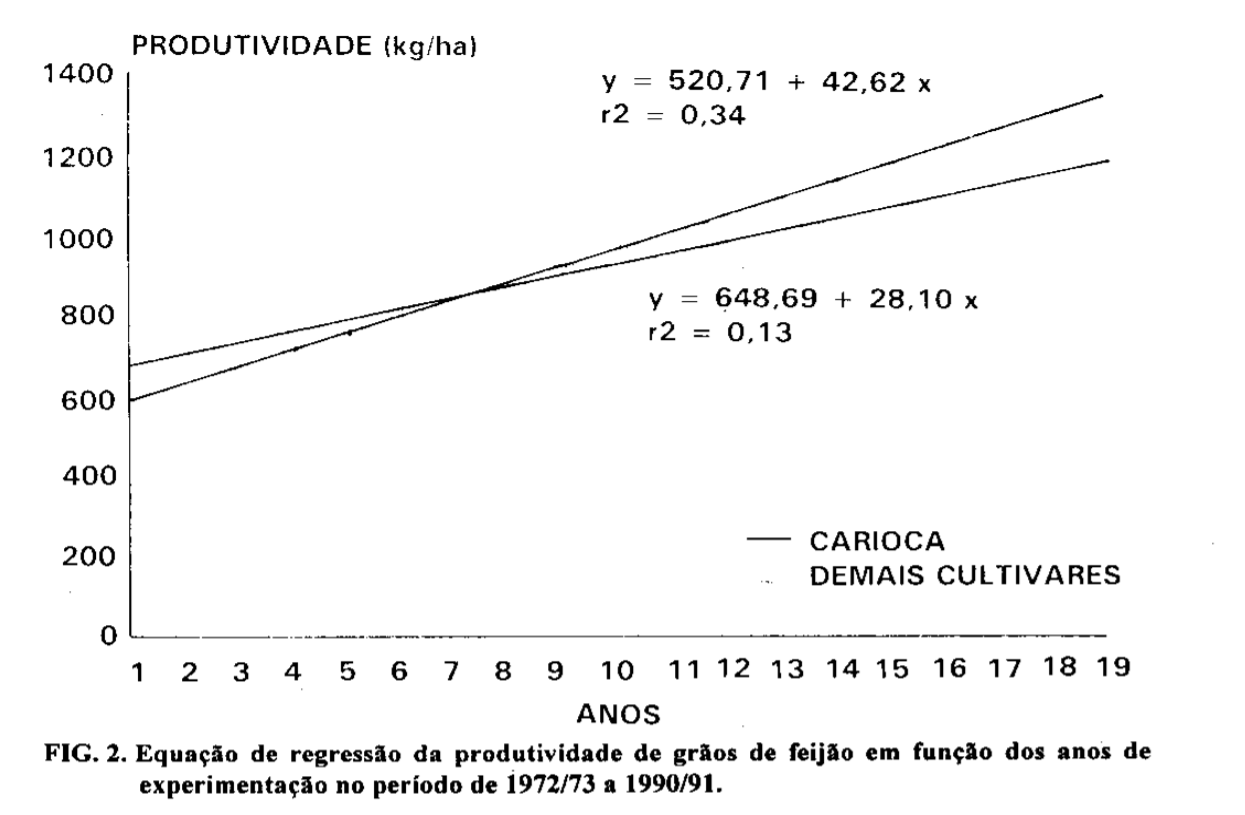 PRODUTIVIDADE (kg/ha)
1400
1200
1000
800
600
400
200
0
y = 520,71 + 42,62 x
r2 = 0,34
y = 648,69 + 28,10 x
r2 = 0,13
CARIOCA
DEMAIS CULTIVARES
1 2 3 4 5 6 7 8 9 10 11 12 13 14 15 16 17 18 19
ANOS
FIG. 2. Equação de regressão da produtividade de grãos de feijão em função dos anos de
experimentação no período de 1972/73 a 1990/91.